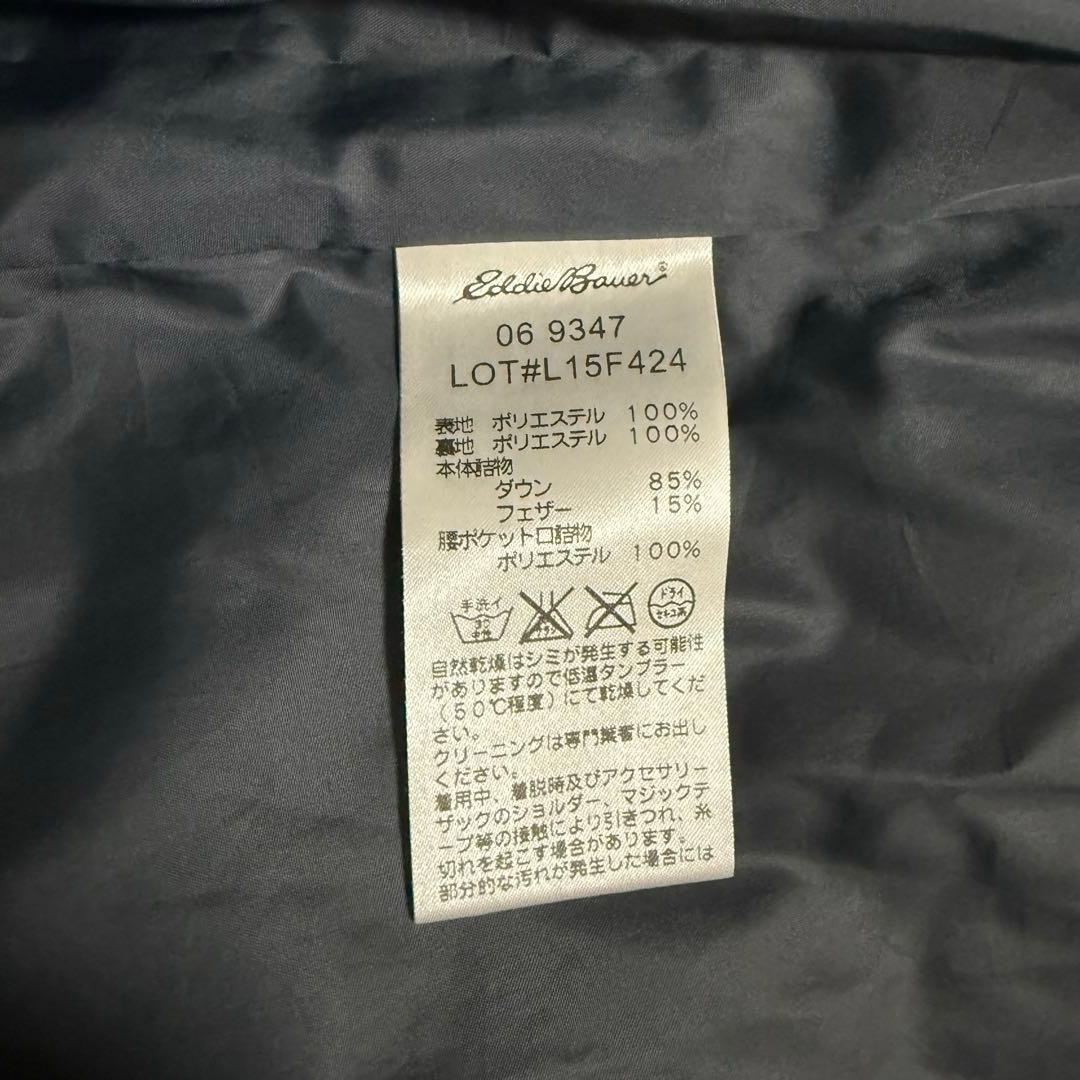 Eddie Bauer®
06 9347
LOT#L15F424
表地 ポリエステル 100%
裏地 ポリエステル 100%
本体詰物
ダウン 85%
フェザー 15%
腰ポケット口詰物
ポリエステル 100%
手洗イ ドライ
中性 セキユ系
自然乾燥はシミが発生する可能性
がありますので低温タンブラー
(50℃程度)にて乾燥してくだ
さい。
クリーニングは専門業者にお出し
ください。
着用中、着脱時及びアクセサリー
ザックのショルダー、マジックテ
ープ等の接触により引きつれ、糸
切れを起こす場合があります。
部分的な汚れが発生した場合には